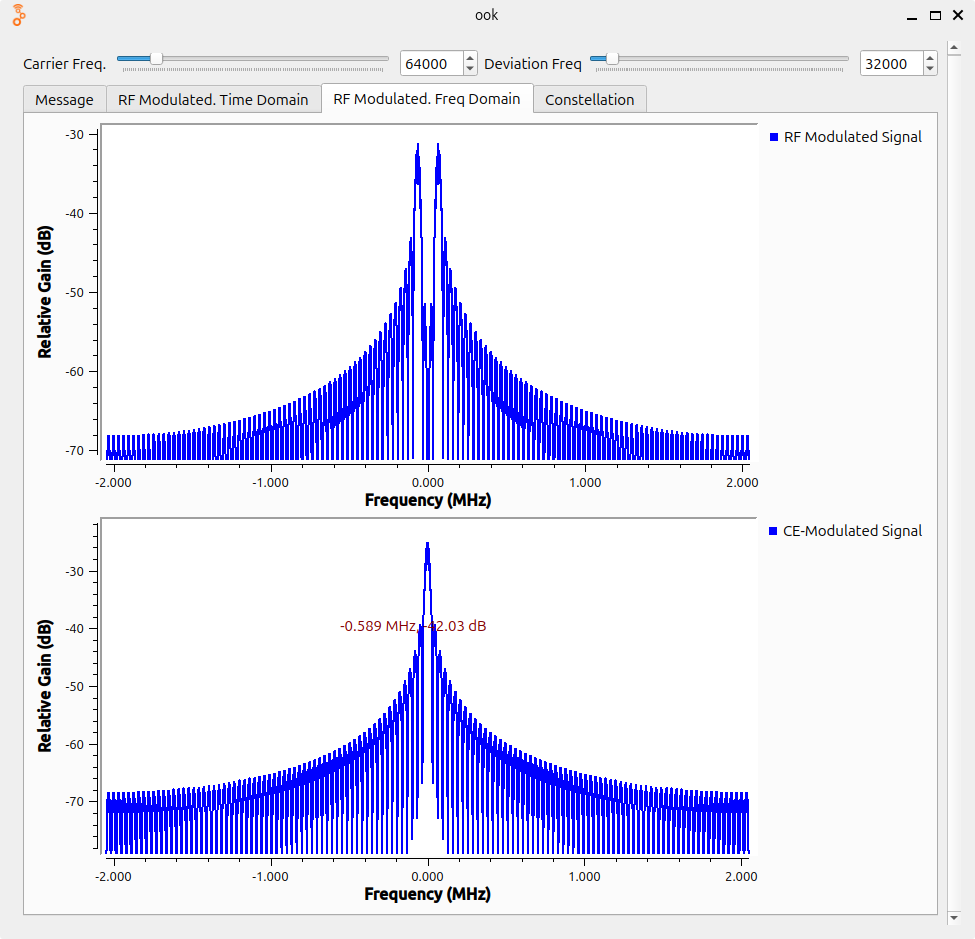 ook
Carrier Freq. 64000 Deviation Freq 32000
Message RF Modulated. Time Domain RF Modulated. Freq Domain Constellation
RF Modulated Signal
Relative Gain (dB)
-30
-40
-50
-60
-70
-2.000 -1.000 0.000 1.000 2.000
Frequency (MHz)
CE-Modulated Signal
Relative Gain (dB)
-30
-40
-50
-60
-70
-0.589 MHz, -42.03 dB
-2.000 -1.000 0.000 1.000 2.000
Frequency (MHz)